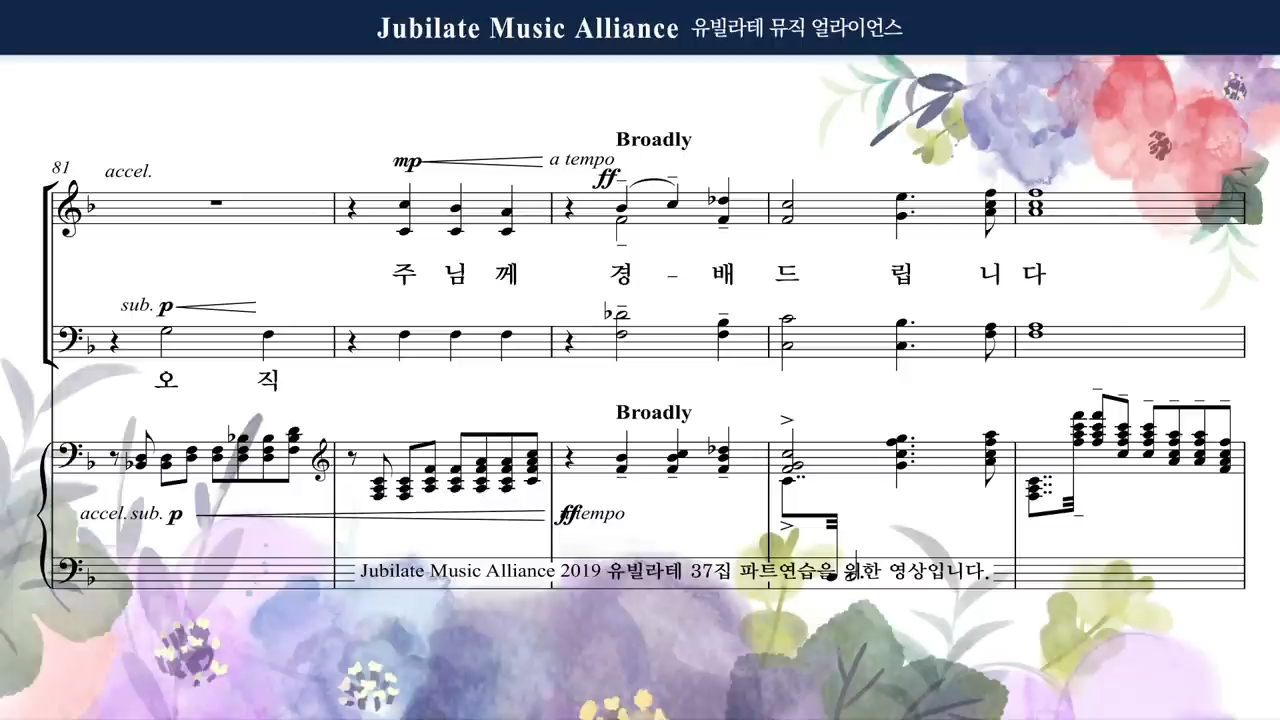 Jubilate Music Alliance 유빌라테 뮤직 얼라이언스
Broadly
81 accel. mp a tempo
ff
주 님 께 경 - 배 드 립 니 다
sub. p
오 직
Broadly
accel. sub. p ff a tempo
Jubilate Music Alliance 2019 유빌라테 37집 파트연습을 위한 영상입니다.